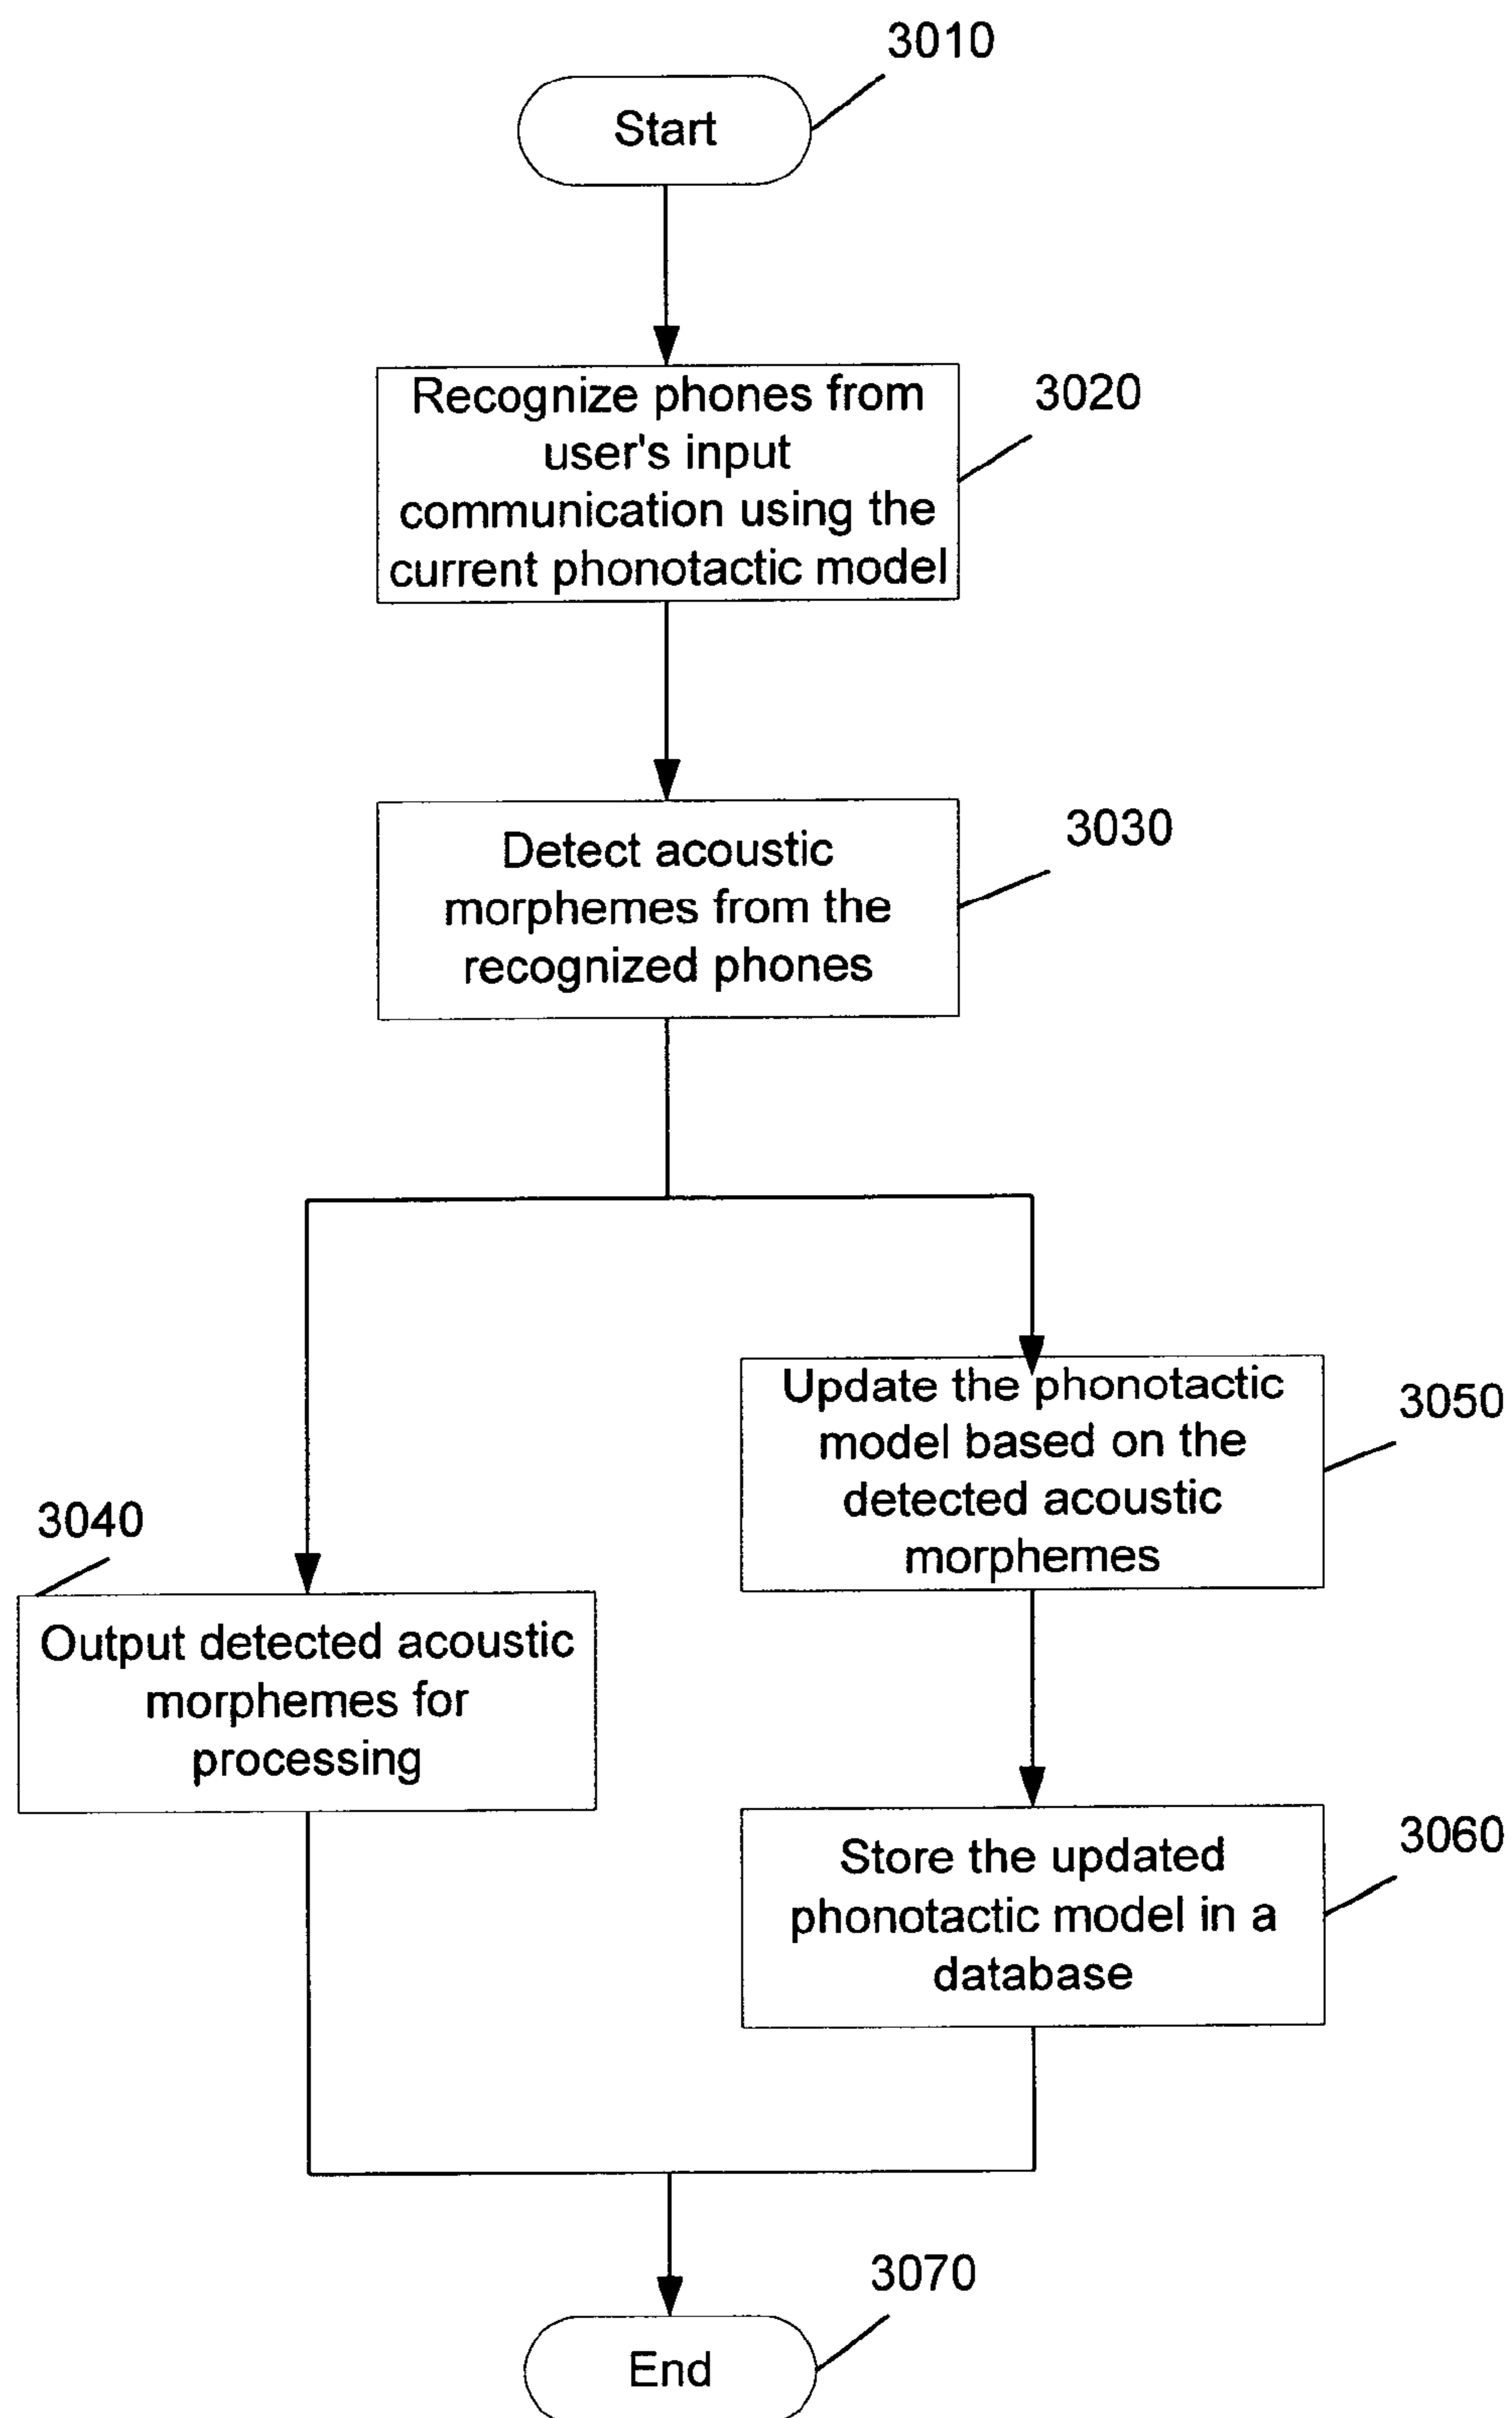 3010
Start
Recognize phones from
user's input
communication using the
current phonotactic model
3020
Detect acoustic
morphemes from the
recognized phones
3030
Update the phonotactic
model based on the
detected acoustic
morphemes
3050
3040
Output detected acoustic
morphemes for
processing
Store the updated
phonotactic model in a
database
3060
3070
End